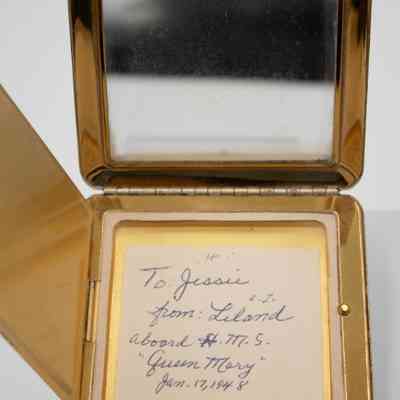 To Jessie
from: Leland
aboard H.M.S.
"Queen Mary"
Jan. 17, 1948